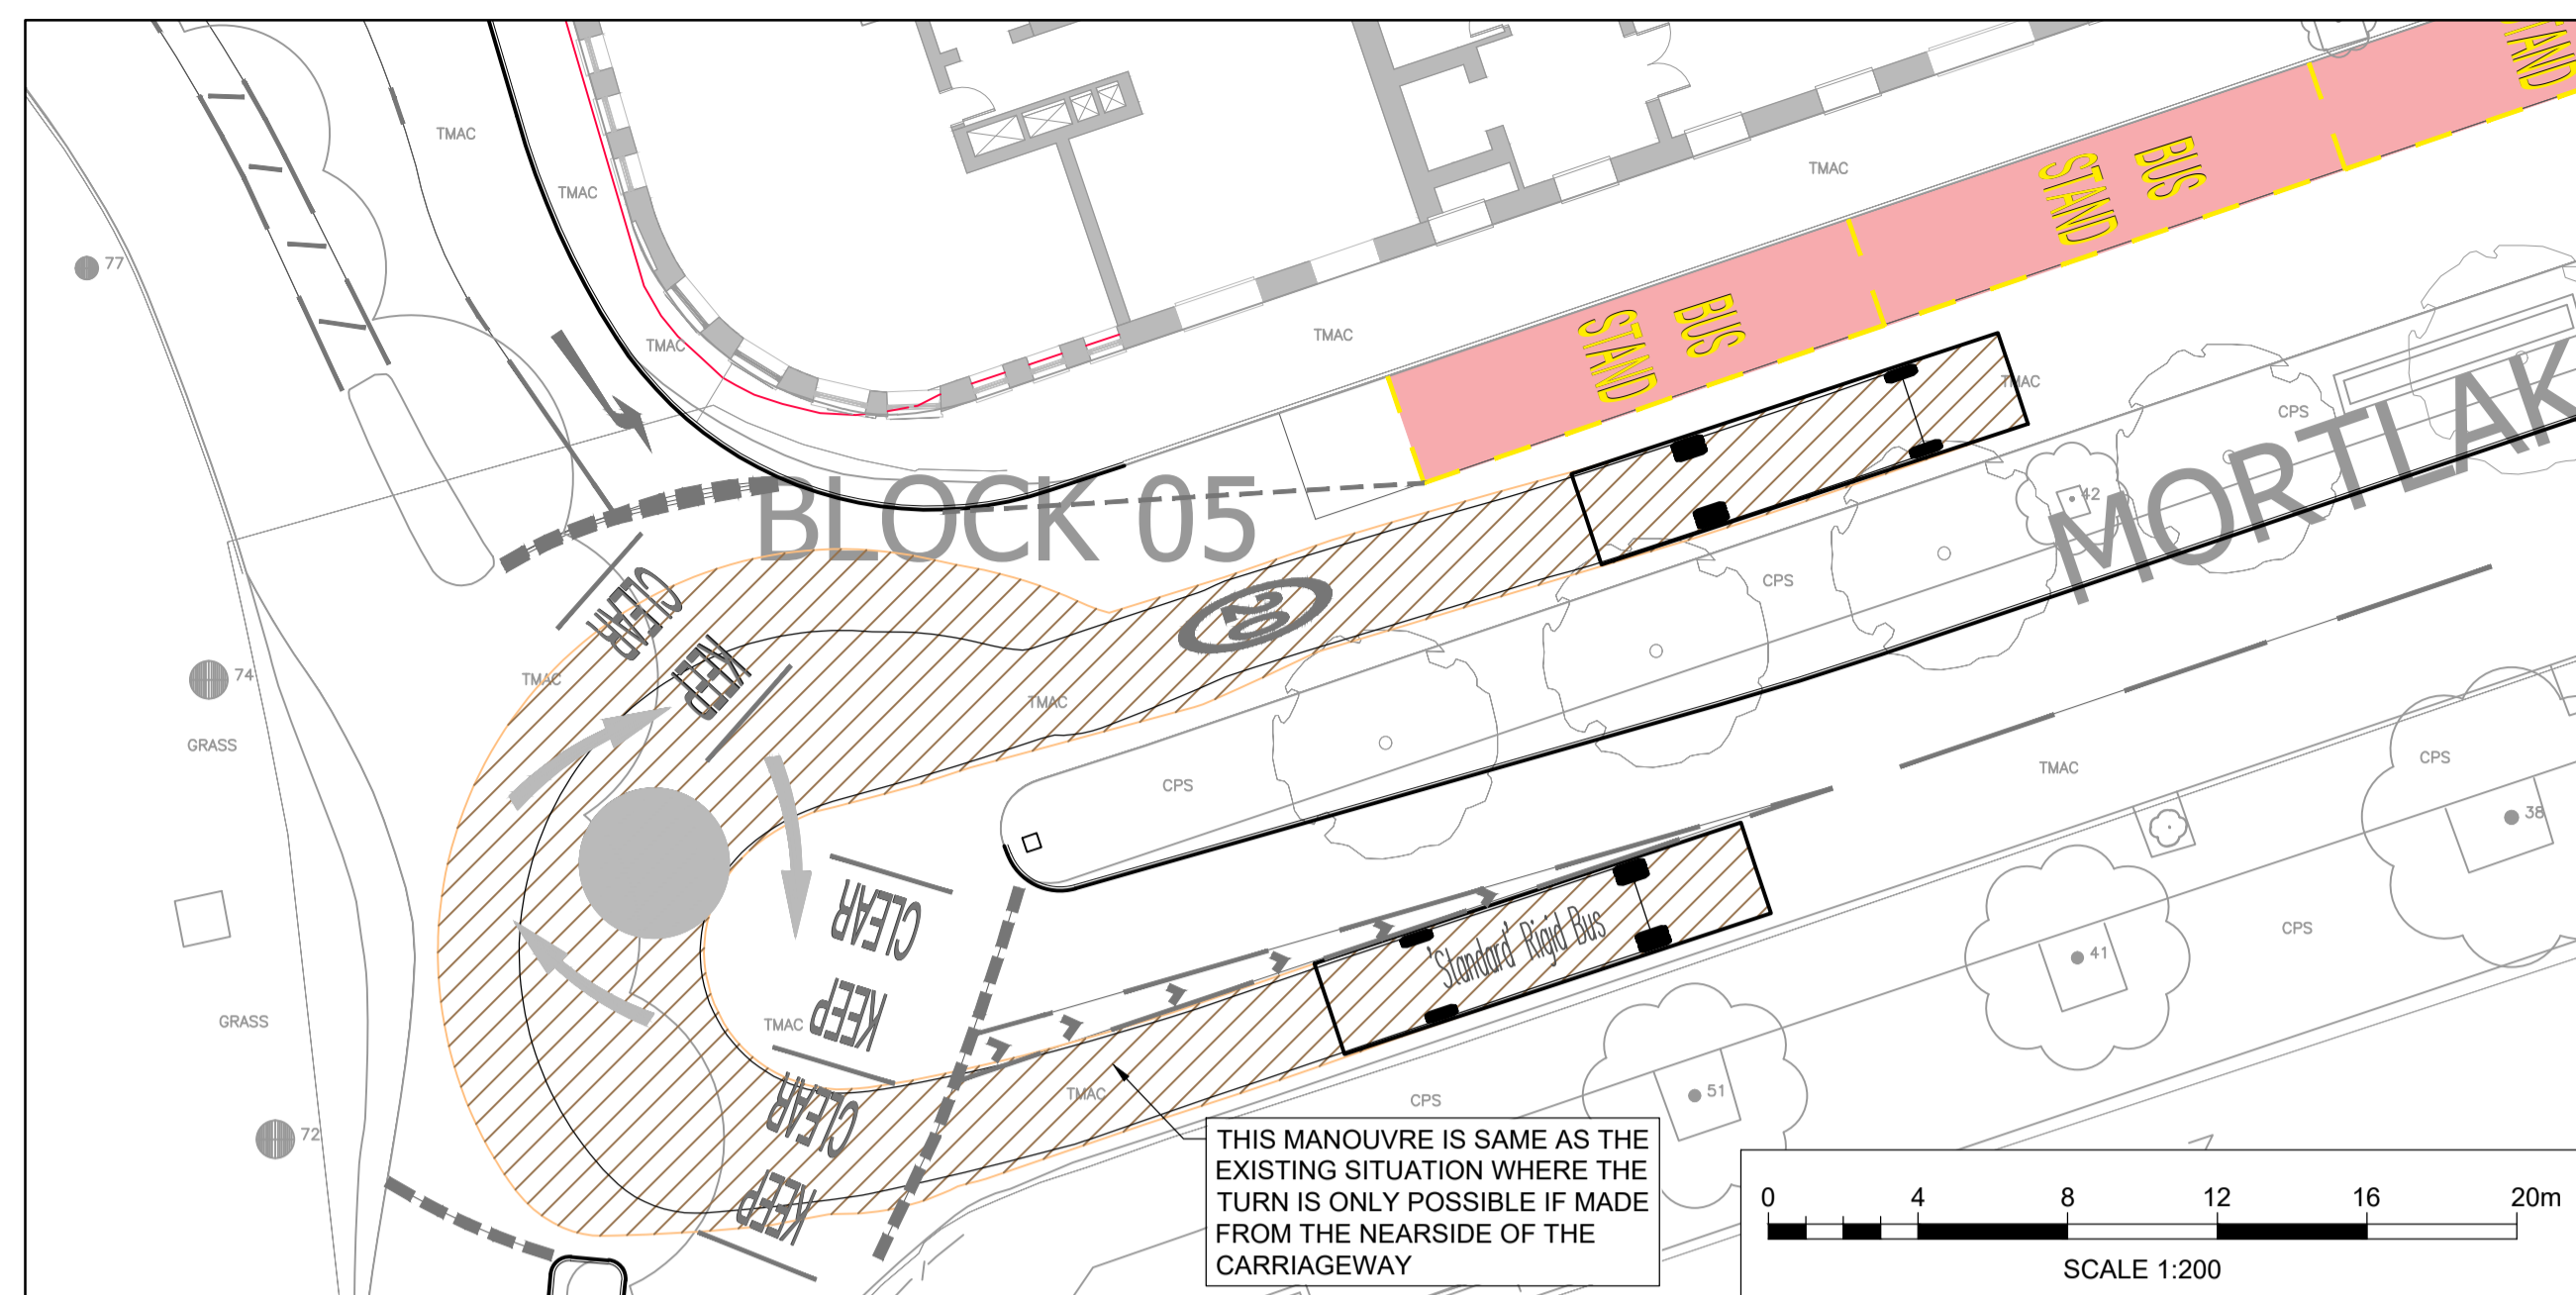 STAND
TMAC
TMAC
TMAC
BUS
STAND
77
TMAC
BUS
STAND
TMAC
TMAC
CPS
42
MORTLAK
BLOCK 05
CPS
20
CLEAR
KEEP
TMAC
74
TMAC
GRASS
CPS
TMAC
CPS
38
CLEAR
KEEP
'Standard' Rigid Bus
CPS
41
GRASS
TMAC
TMAC
CPS
51
CLEAR
KEEP
72
THIS MANOUVRE IS SAME AS THE
EXISTING SITUATION WHERE THE
TURN IS ONLY POSSIBLE IF MADE
FROM THE NEARSIDE OF THE
CARRIAGEWAY
0 4 8 12 16 20m
SCALE 1:200